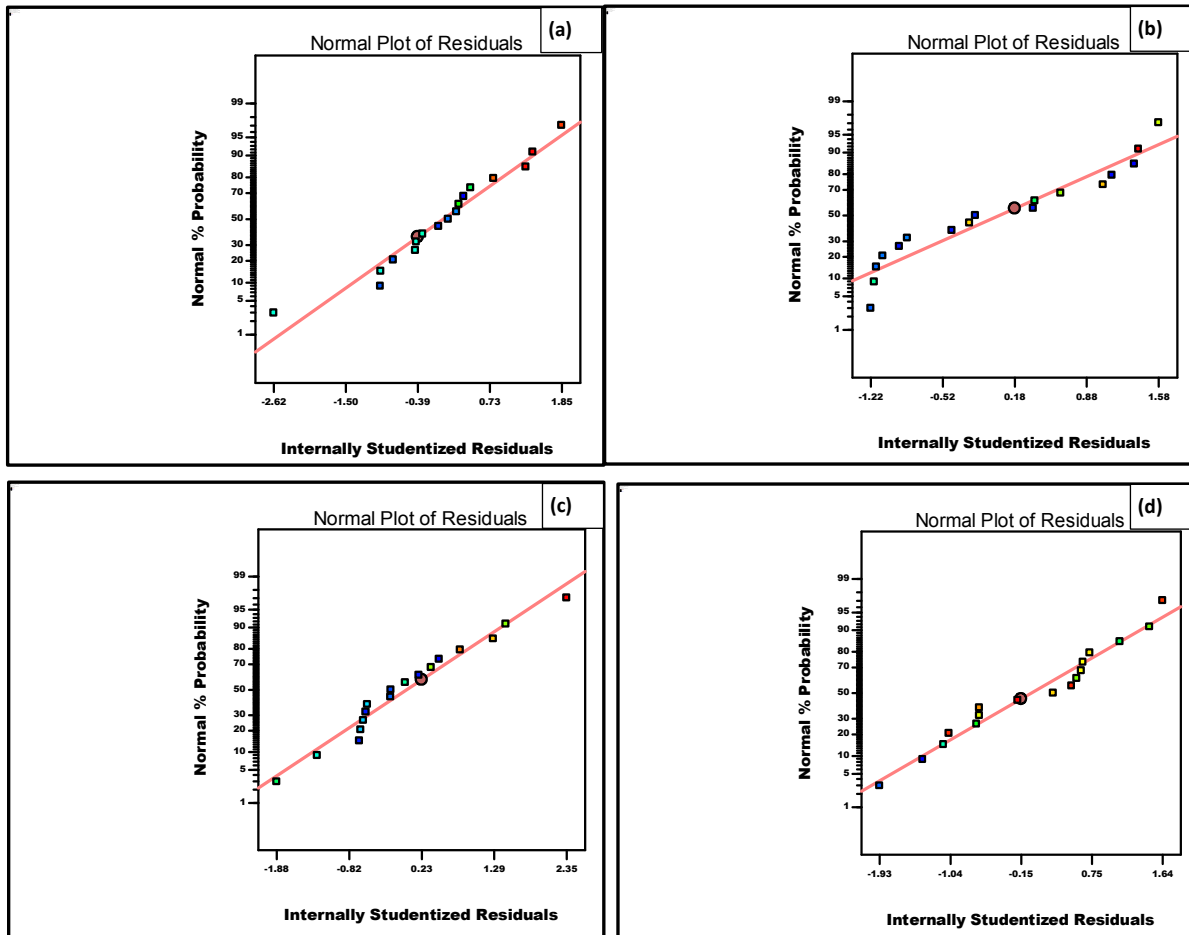 (a)
Normal Plot of Residuals
Normal % Probability
99
95
90
80
70
50
30
20
10
5
1
-2.62 -1.50 -0.39 0.73 1.85
Internally Studentized Residuals
(b)
Normal Plot of Residuals
Normal % Probability
99
95
90
80
70
50
30
20
10
5
1
-1.22 -0.52 0.18 0.88 1.58
Internally Studentized Residuals
(c)
Normal Plot of Residuals
Normal % Probability
99
95
90
80
70
50
30
20
10
5
1
-1.88 -0.82 0.23 1.29 2.35
Internally Studentized Residuals
(d)
Normal Plot of Residuals
Normal % Probability
99
95
90
80
70
50
30
20
10
5
1
-1.93 -1.04 -0.15 0.75 1.64
Internally Studentized Residuals